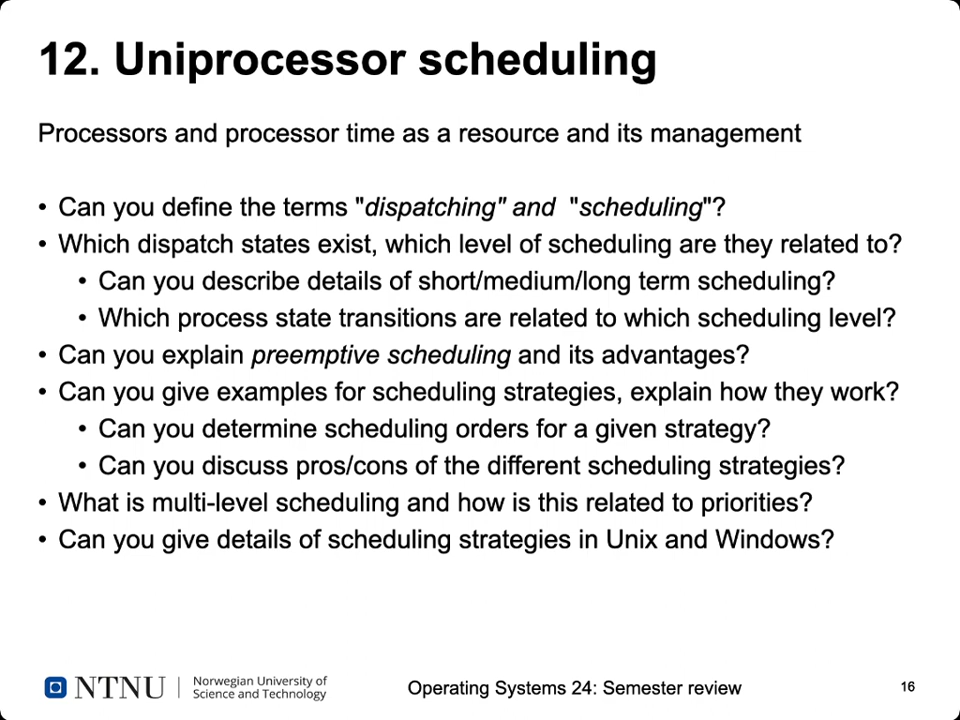 12. Uniprocessor scheduling
Processors and processor time as a resource and its management
• Can you define the terms "dispatching" and  "scheduling"?
• Which dispatch states exist, which level of scheduling are they related to?
• Can you describe details of short/medium/long term scheduling?
• Which process state transitions are related to which scheduling level?
• Can you explain preemptive scheduling and its advantages?
• Can you give examples for scheduling strategies, explain how they work?
• Can you determine scheduling orders for a given strategy?
• Can you discuss pros/cons of the different scheduling strategies?
• What is multi-level scheduling and how is this related to priorities?
• Can you give details of scheduling strategies in Unix and Windows?
NTNU
Norwegian University of
Science and Technology
Operating Systems 24: Semester review
16